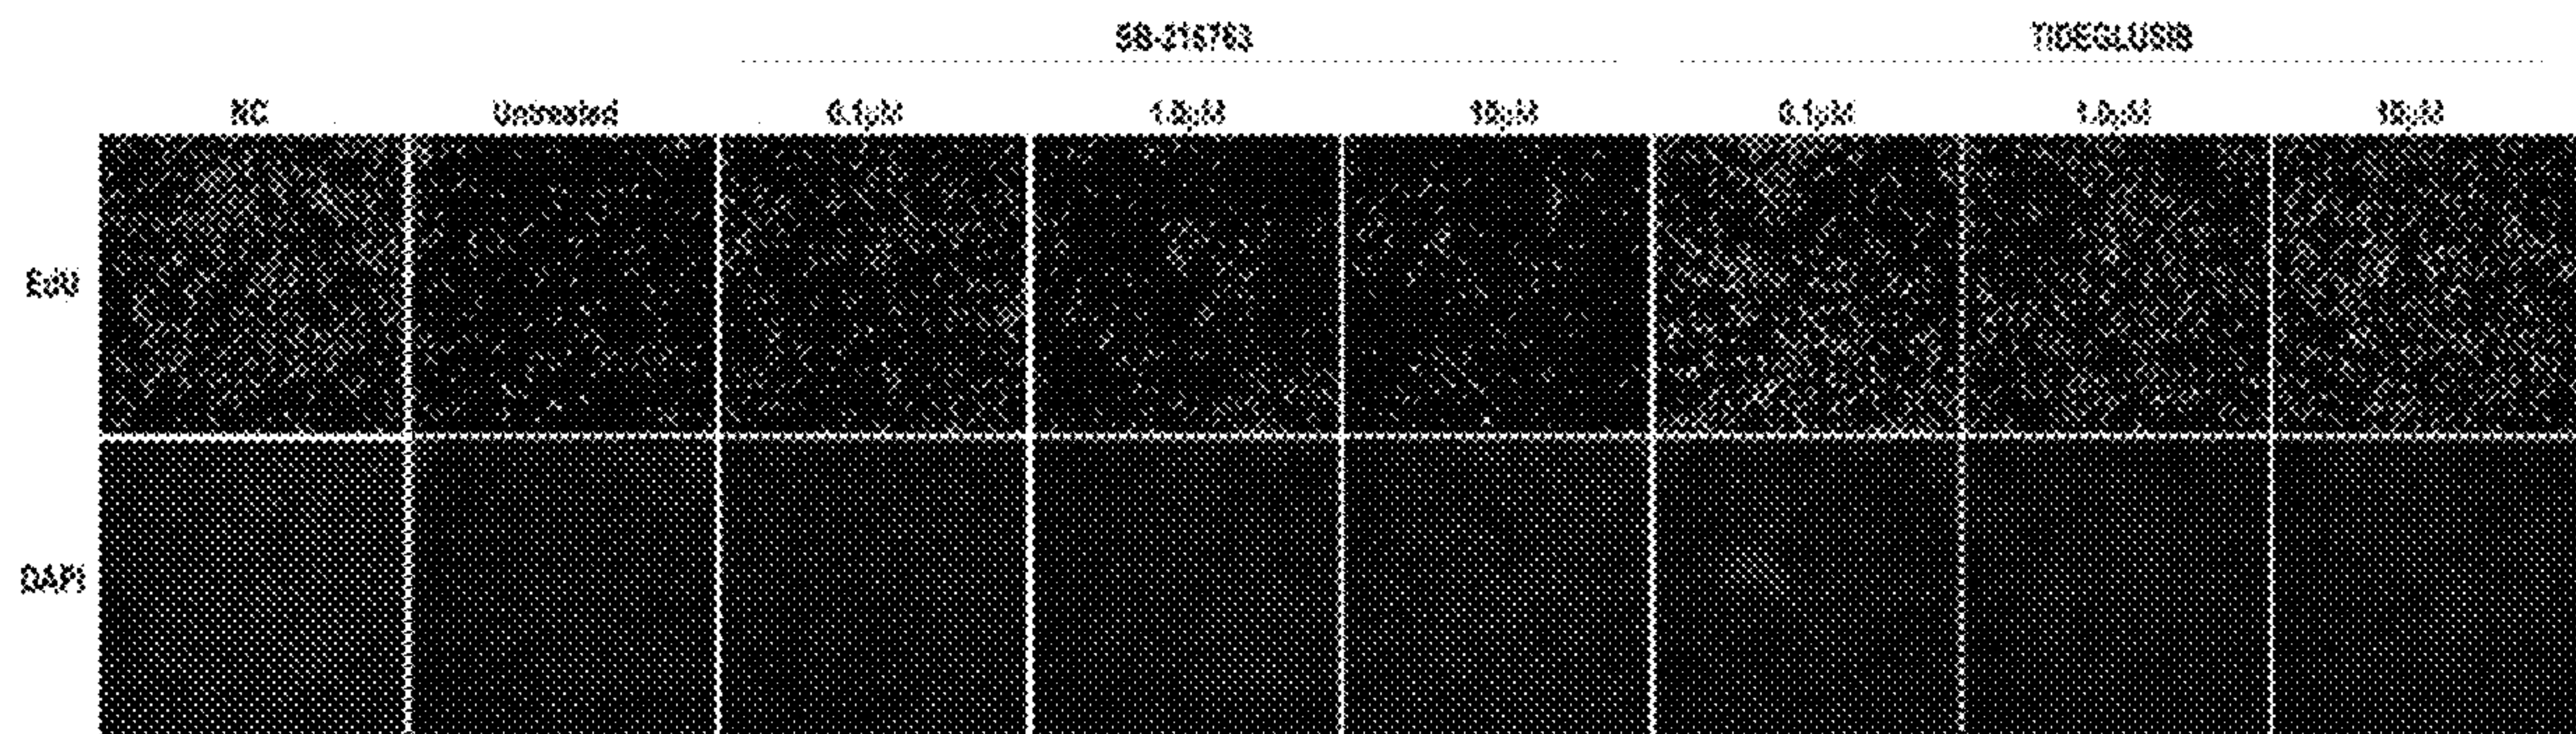 SB-216763 TIDEGLUSIB
NC Untreated 0.1µM 1.0µM 10µM 0.1µM 1.0µM 10µM
EdU
DAPI